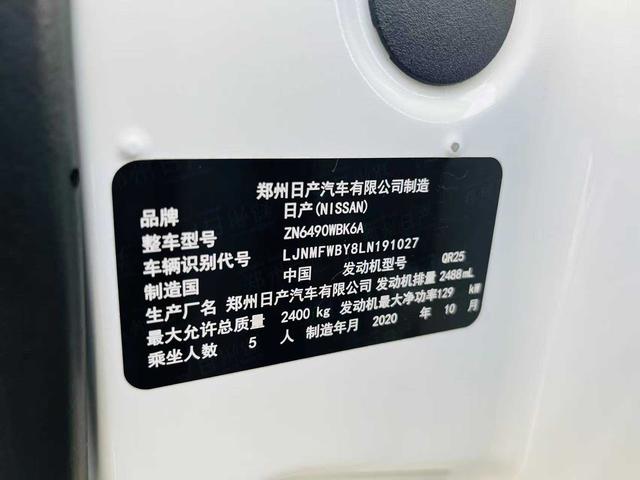 郑州日产汽车有限公司制造
品牌 日产(NISSAN)
整车型号 ZN6490WBK6A
车辆识别代号 LJNMFWBY8LN191027
制造国 中国 发动机型号 QR25
生产厂名 郑州日产汽车有限公司 发动机排量 2488mL
最大允许总质量 2400 kg 发动机最大净功率129 kW
乘坐人数 5 人 制造年月 2020 年 10 月